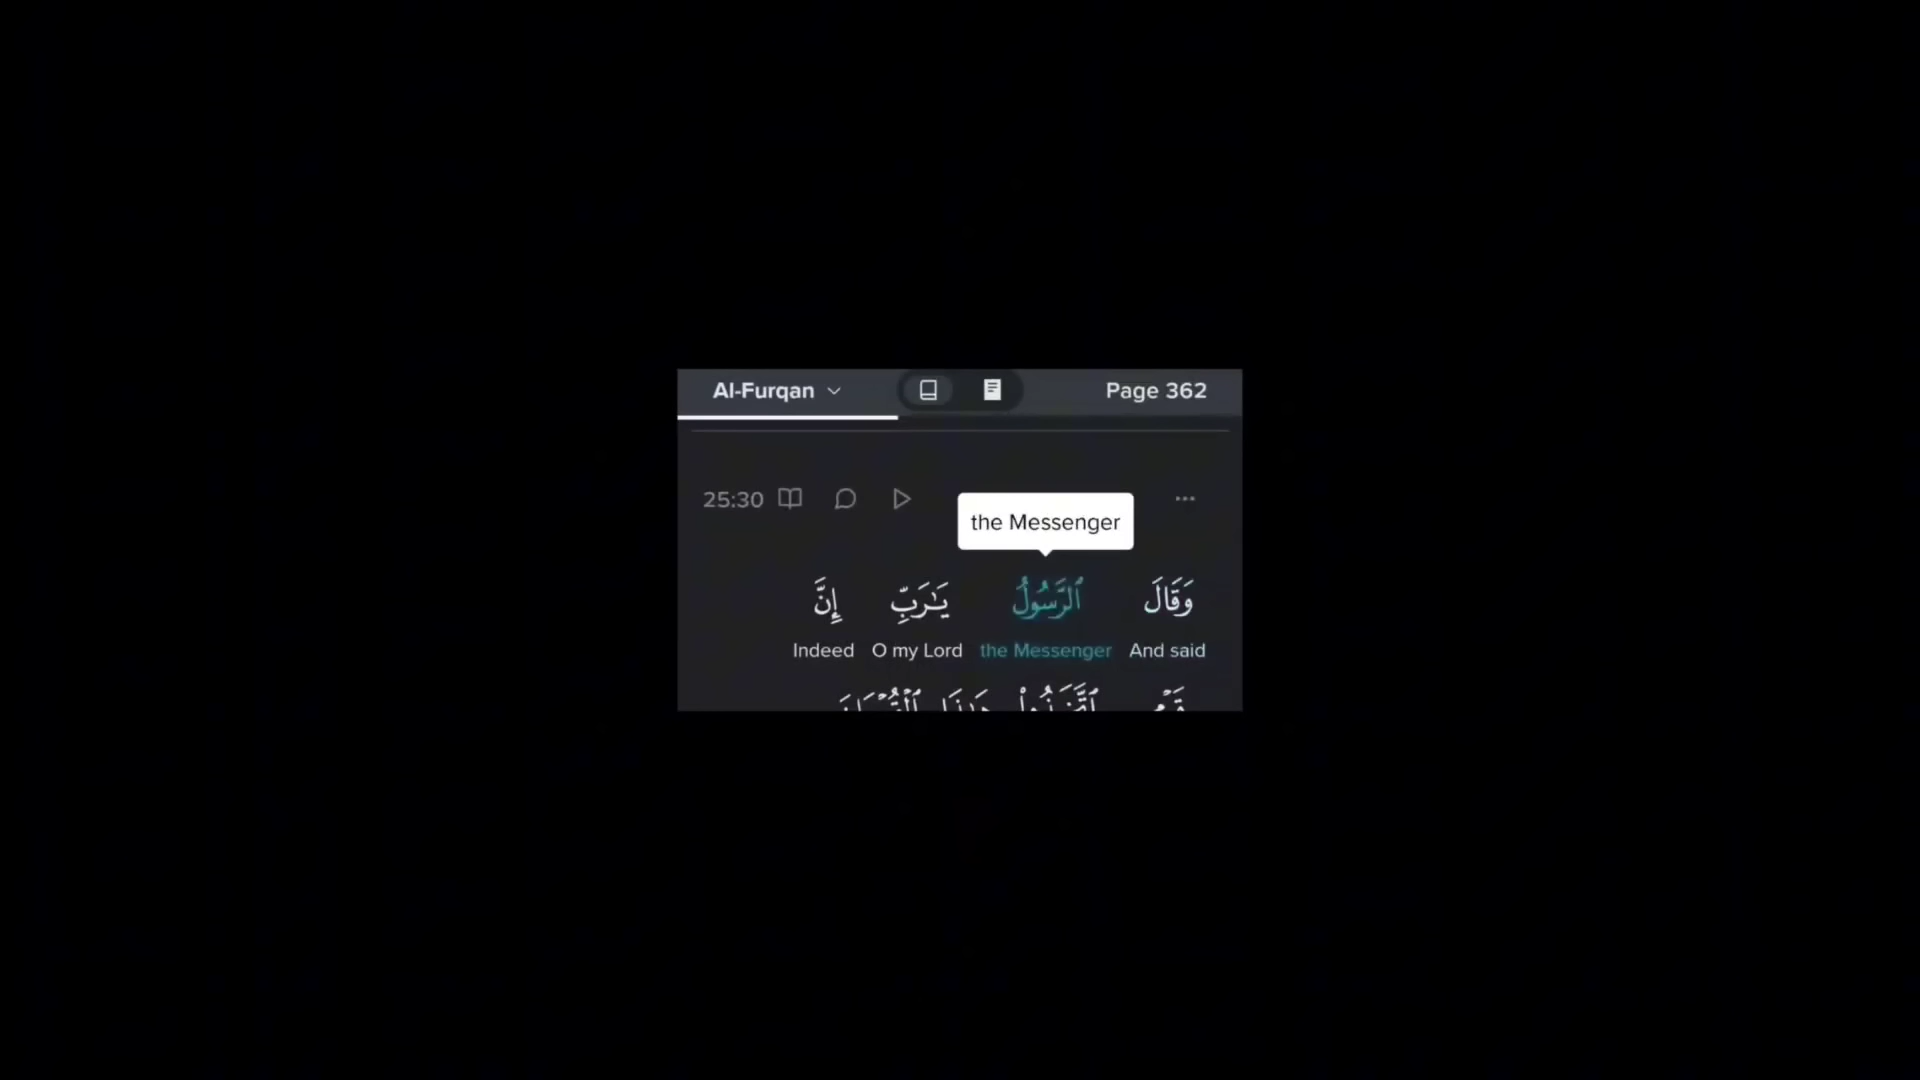 Al-Furqan Page 362
25:30
the Messenger
وَقَالَ ٱلرَّسُولُ يَـٰرَبِّ إِنَّ
Indeed O my Lord the Messenger And said